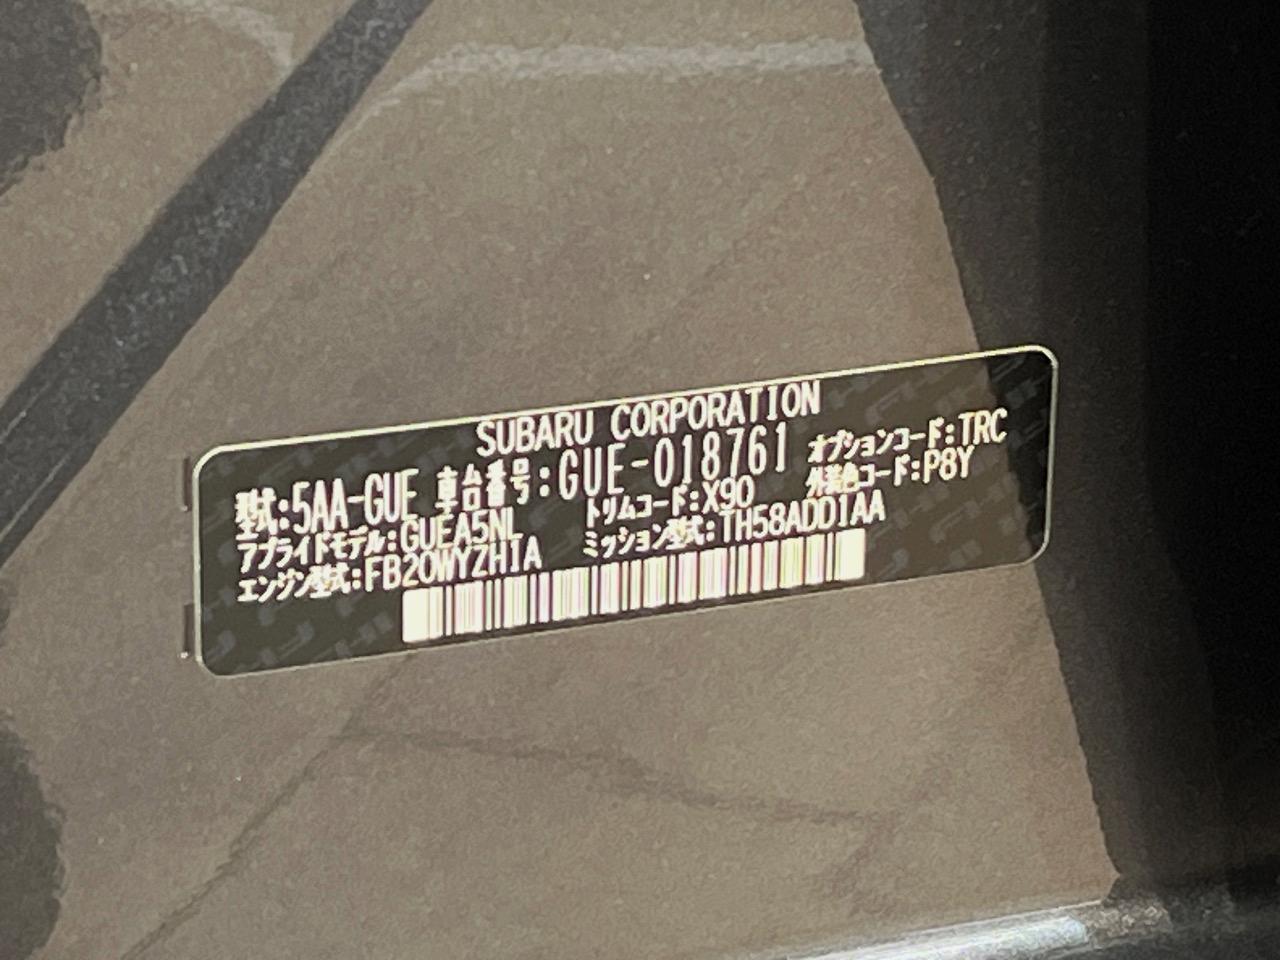 SUBARU CORPORATION
型式:5AA-GUE 車台番号:GUE-018761 オプションコード:TRC
アプライドモデル:GUEA5NL トリムコード:X90 外装色コード:P8Y
エンジン型式:FB20WYZH1A ミッション型式:TH58ADD1AA